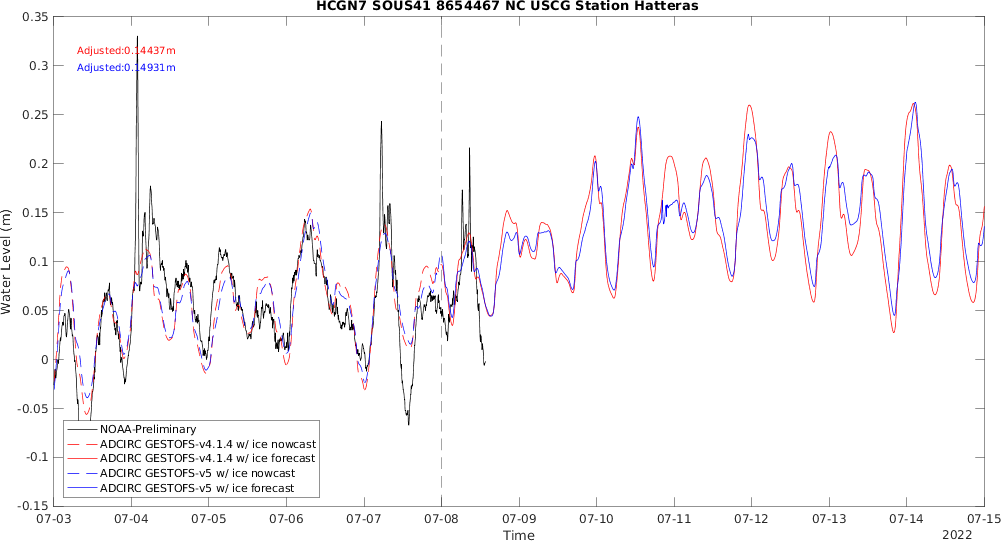 HCGN7 SOUS41 8654467 NC USCG Station Hatteras
Adjusted:0.14437m
Adjusted:0.14931m
Water Level (m)
0.35
0.3
0.25
0.2
0.15
0.1
0.05
0
-0.05
-0.1
-0.15
NOAA-Preliminary
ADCIRC GESTOFS-v4.1.4 w/ ice nowcast
ADCIRC GESTOFS-v4.1.4 w/ ice forecast
ADCIRC GESTOFS-v5 w/ ice nowcast
ADCIRC GESTOFS-v5 w/ ice forecast
07-03 07-04 07-05 07-06 07-07 07-08 07-09 07-10 07-11 07-12 07-13 07-14 07-15
Time
2022